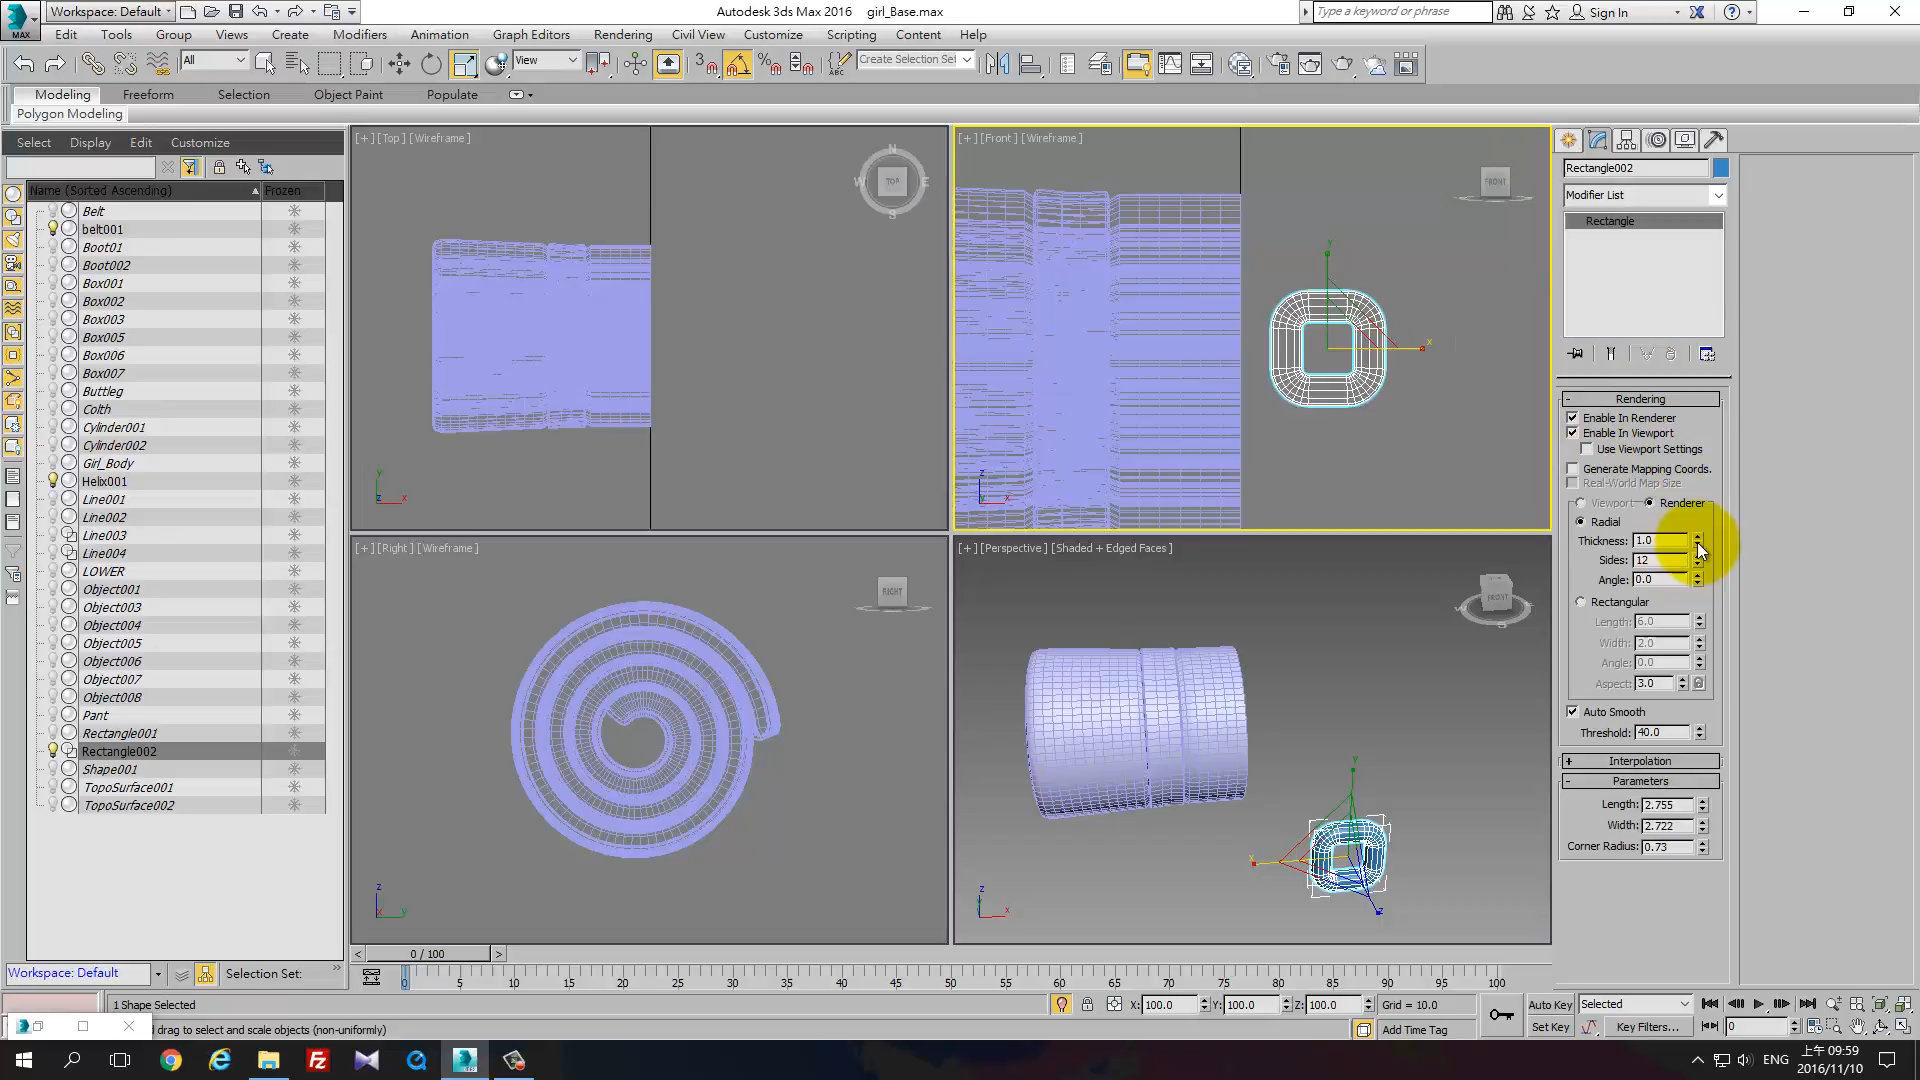 Workspace: Default
Autodesk 3ds Max 2016 girl_Base.max
Type a keyword or phrase
Sign In
MAX
Edit Tools Group Views Create Modifiers Animation Graph Editors Rendering Civil View Customize Scripting Content Help
All
View
3
Create Selection Set
Modeling Freeform Selection Object Paint Populate
Polygon Modeling
Select Display Edit Customize
Name (Sorted Ascending) Frozen
Belt
belt001
Boot01
Boot002
Box001
Box002
Box003
Box005
Box006
Box007
Buttleg
Colth
Cylinder001
Cylinder002
Girl_Body
Helix001
Line001
Line002
Line003
Line004
LOWER
Object001
Object003
Object004
Object005
Object006
Object007
Object008
Pant
Rectangle001
Rectangle002
Shape001
TopoSurface001
TopoSurface002
[+] [Top] [Wireframe]
N
W TOP E
S
y
z x
[+] [Front] [Wireframe]
FRONT
y
x
z
y x
[+] [Right] [Wireframe]
RIGHT
z
x y
[+] [Perspective] [Shaded + Edged Faces]
FRONT
y
x
z
z
x
Rectangle002
Modifier List
Rectangle
- Rendering
Enable In Renderer
Enable In Viewport
Use Viewport Settings
Generate Mapping Coords.
Real-World Map Size
Viewport Renderer
Radial
Thickness: 1.0
Sides: 12
Angle: 0.0
Rectangular
Length: 6.0
Width: 2.0
Angle: 0.0
Aspect: 3.0
Auto Smooth
Threshold: 40.0
+ Interpolation
- Parameters
Length: 2.755
Width: 2.722
Corner Radius: 0.73
< 0 / 100 >
Workspace: Default
Selection Set:
0 5 10 15 20 25 30 35 40 45 50 55 60 65 70 75 80 85 90 95 100
1 Shape Selected
X: 100.0 Y: 100.0 Z: 100.0
Grid = 10.0
Auto Key Selected
drag to select and scale objects (non-uniformly)
Add Time Tag
Set Key Key Filters...
0
ENG
上午 09:59
2016/11/10